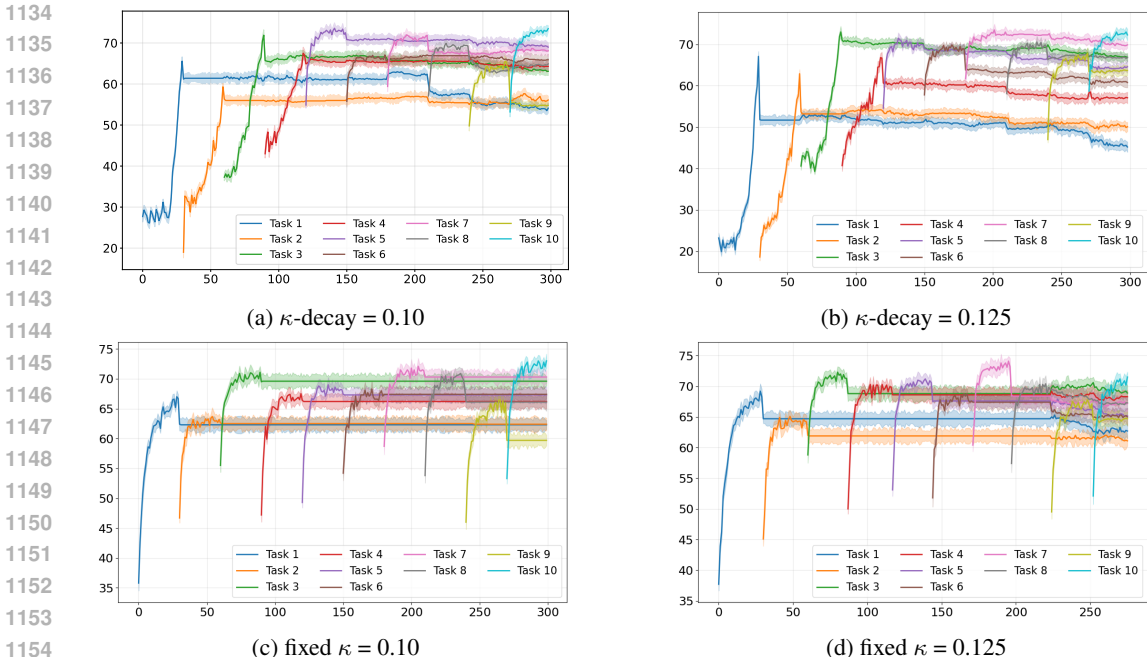 1134
1135
1136
1137
1138
1139
1140
1141
1142
1143
1144
1145
1146
1147
1148
1149
1150
1151
1152
1153
1154
70
60
50
40
30
20
0 50 100 150 200 250 300
Task 1 Task 4 Task 7 Task 9
Task 2 Task 5 Task 8 Task 10
Task 3 Task 6
(a) κ-decay = 0.10
70
60
50
40
30
20
0 50 100 150 200 250 300
Task 1 Task 4 Task 7 Task 9
Task 2 Task 5 Task 8 Task 10
Task 3 Task 6
(b) κ-decay = 0.125
75
70
65
60
55
50
45
40
35
0 50 100 150 200 250 300
Task 1 Task 4 Task 7 Task 9
Task 2 Task 5 Task 8 Task 10
Task 3 Task 6
(c) fixed κ = 0.10
75
70
65
60
55
50
45
40
35
0 50 100 150 200 250
Task 1 Task 4 Task 7 Task 9
Task 2 Task 5 Task 8 Task 10
Task 3 Task 6
(d) fixed κ = 0.125